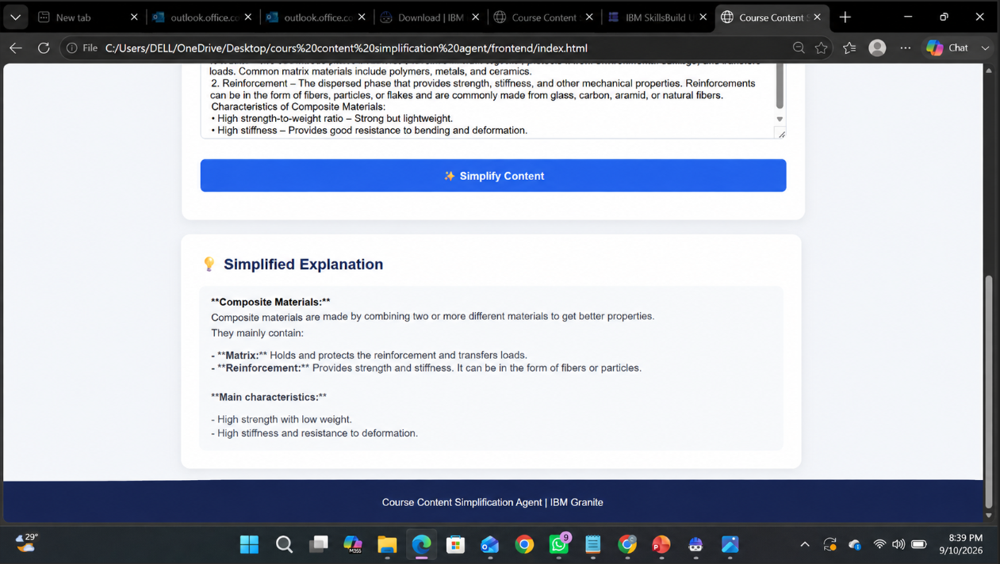 New tab
outlook.office.co
outlook.office.co
Download | IBM
Course Content
IBM SkillsBuild U
Course Content
File C:/Users/DELL/OneDrive/Desktop/cours%20content%20simplification%20agent/frontend/index.html
Chat
loads. Common matrix materials include polymers, metals, and ceramics.
2. Reinforcement – The dispersed phase that provides strength, stiffness, and other mechanical properties. Reinforcements
can be in the form of fibers, particles, or flakes and are commonly made from glass, carbon, aramid, or natural fibers.
Characteristics of Composite Materials:
• High strength-to-weight ratio – Strong but lightweight.
• High stiffness – Provides good resistance to bending and deformation.
✨ Simplify Content
💡 Simplified Explanation
**Composite Materials:**
Composite materials are made by combining two or more different materials to get better properties.
They mainly contain:
- **Matrix:** Holds and protects the reinforcement and transfers loads.
- **Reinforcement:** Provides strength and stiffness. It can be in the form of fibers or particles.
**Main characteristics:**
- High strength with low weight.
- High stiffness and resistance to deformation.
Course Content Simplification Agent | IBM Granite
29°
M365
9
8:39 PM
9/10/2026